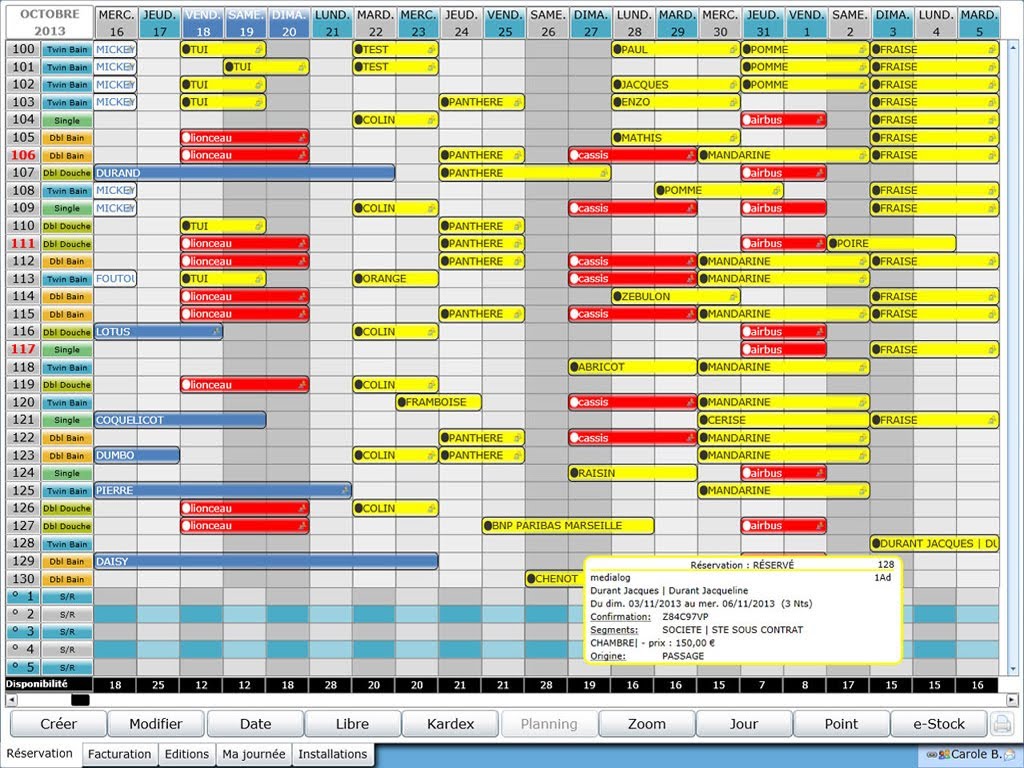 OCTOBRE MERC. JEUD. VEND. SAME. DIMA. LUND. MARD. MERC. JEUD. VEND. SAME. DIMA. LUND. MARD. MERC. JEUD. VEND. SAME. DIMA. LUND. MARD.
2013 16 17 18 19 20 21 22 23 24 25 26 27 28 29 30 31 1 2 3 4 5
100 Twin Bain MICKEY TUI TEST PAUL POMME FRAISE
101 Twin Bain MICKEY TUI TEST POMME FRAISE
102 Twin Bain MICKEY TUI JACQUES POMME FRAISE
103 Twin Bain MICKEY TUI PANTHERE ENZO FRAISE
104 Single COLIN airbus FRAISE
105 Dbl Bain lionceau MATHIS FRAISE
106 Dbl Bain lionceau PANTHERE cassis MANDARINE FRAISE
107 Dbl Douche DURAND PANTHERE airbus
108 Twin Bain MICKEY POMME FRAISE
109 Single MICKEY COLIN cassis airbus FRAISE
110 Dbl Douche TUI PANTHERE
111 Dbl Douche lionceau PANTHERE airbus POIRE
112 Dbl Bain lionceau PANTHERE cassis MANDARINE FRAISE
113 Twin Bain FOUTOU TUI ORANGE cassis MANDARINE
114 Dbl Bain lionceau ZEBULON FRAISE
115 Dbl Bain lionceau PANTHERE cassis MANDARINE FRAISE
116 Dbl Douche LOTUS COLIN airbus
117 Single airbus FRAISE
118 Twin Bain ABRICOT MANDARINE
119 Dbl Douche lionceau COLIN
120 Twin Bain FRAMBOISE cassis MANDARINE
121 Single COQUELICOT CERISE FRAISE
122 Dbl Bain PANTHERE cassis MANDARINE
123 Dbl Bain DUMBO COLIN PANTHERE MANDARINE
124 Single RAISIN airbus
125 Twin Bain PIERRE MANDARINE
126 Dbl Douche lionceau COLIN
127 Dbl Douche lionceau BNP PARIBAS MARSEILLE airbus
128 Twin Bain DURANT JACQUES | DU
129 Dbl Bain DAISY
130 Dbl Bain CHENOT
° 1 S/R
° 2 S/R
° 3 S/R
° 4 S/R
° 5 S/R
Réservation : RÉSERVÉ 128
medialog 1Ad
Durant Jacques | Durant Jacqueline
Du dim. 03/11/2013 au mer. 06/11/2013 (3 Nts)
Confirmation: Z84C97VP
Segments: SOCIETE | STE SOUS CONTRAT
CHAMBRE| - prix : 150,00 €
Origine: PASSAGE
Disponibilité 18 25 12 12 18 25 20 20 21 21 28 19 16 16 15 7 8 17 15 15 16
Créer Modifier Date Libre Kardex Planning Zoom Jour Point e-Stock
Réservation Facturation Editions Ma journée Installations Carole B.